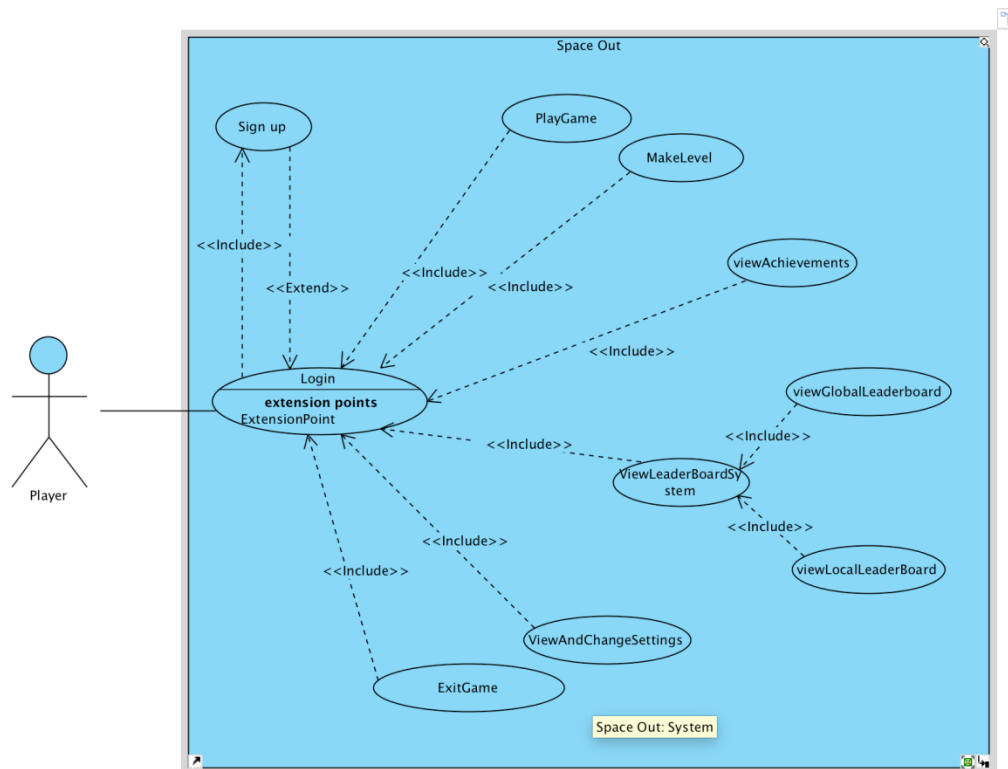 Space Out
Sign up
PlayGame
MakeLevel
<<Include>>
viewAchievements
<<Include>>
<<Extend>>
<<Include>>
<<Include>>
Login
extension points
ExtensionPoint
viewGlobalLeaderboard
<<Include>>
<<Include>>
ViewLeaderBoardSy
stem
Player
<<Include>>
<<Include>>
viewLocalLeaderBoard
<<Include>>
ViewAndChangeSettings
ExitGame
Space Out: System